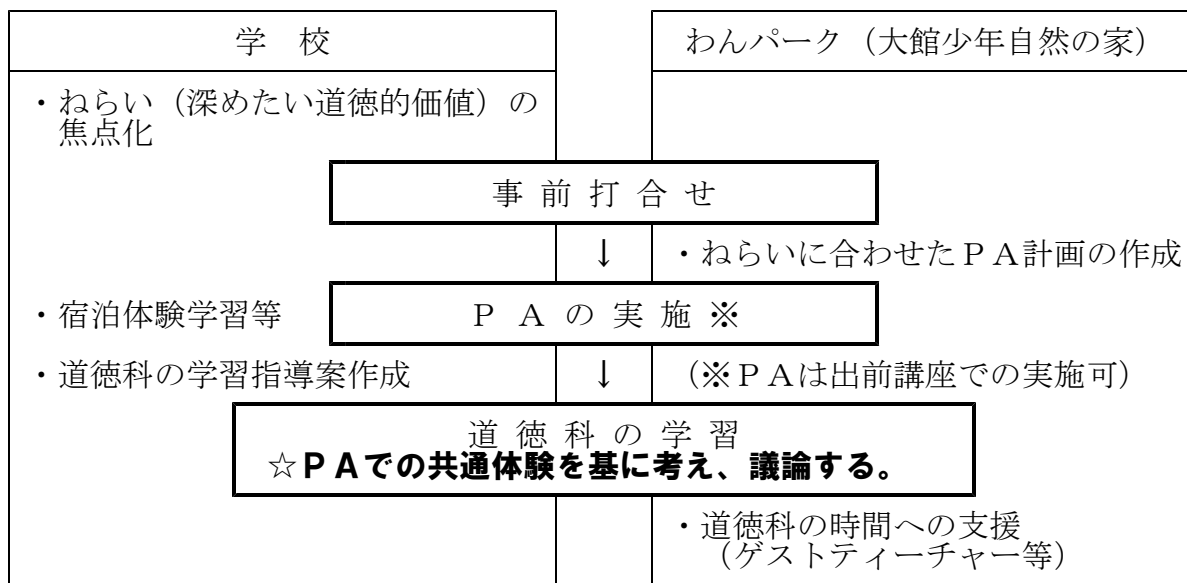 学 校
わんパーク（大館少年自然の家）
・ねらい（深めたい道徳的価値）の
焦点化
事 前 打 合 せ
↓
・ねらいに合わせたＰＡ計画の作成
・宿泊体験学習等
Ｐ Ａ の 実 施 ※
・道徳科の学習指導案作成
↓
（※ＰＡは出前講座での実施可）
道 徳 科 の 学 習
☆ＰＡでの共通体験を基に考え、議論する。
・道徳科の時間への支援
（ゲストティーチャー等）